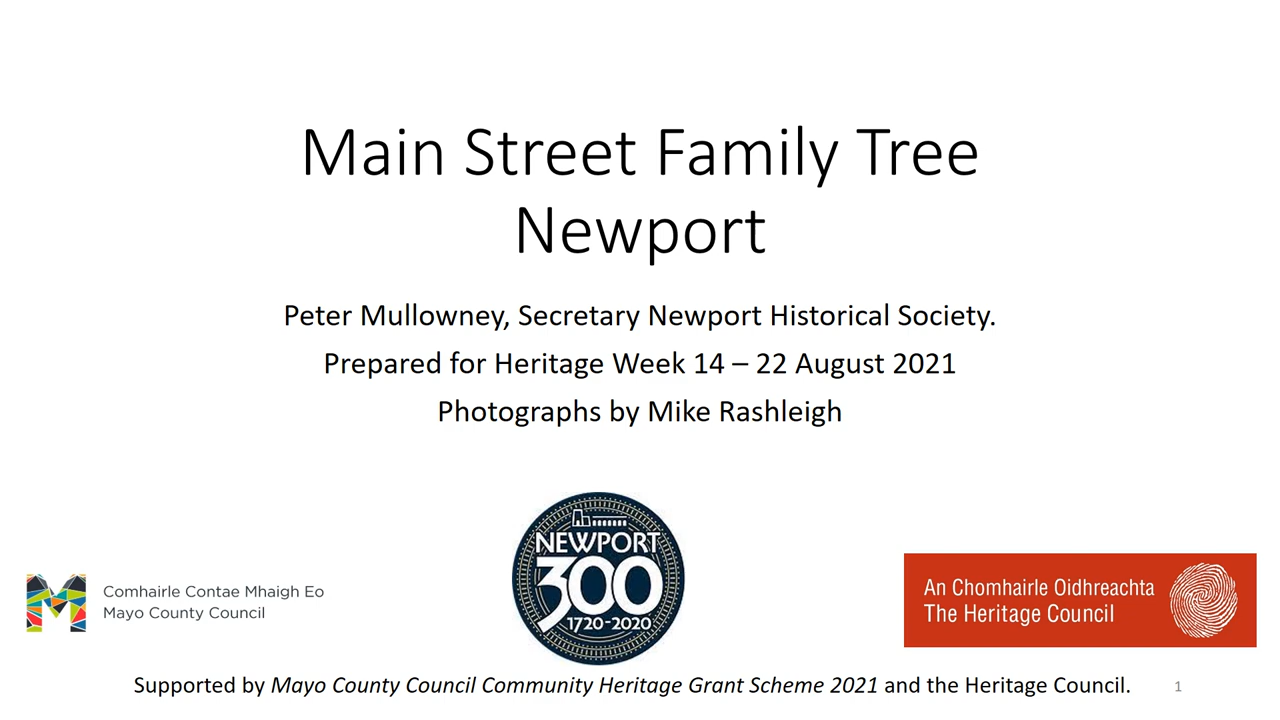 Main Street Family Tree
Newport
Peter Mullowney, Secretary Newport Historical Society.
Prepared for Heritage Week 14 – 22 August 2021
Photographs by Mike Rashleigh
NEWPORT
300
1720-2020
Comhairle Contae Mhaigh Eo
Mayo County Council
An Chomhairle Oidhreachta
The Heritage Council
Supported by Mayo County Council Community Heritage Grant Scheme 2021 and the Heritage Council.
1